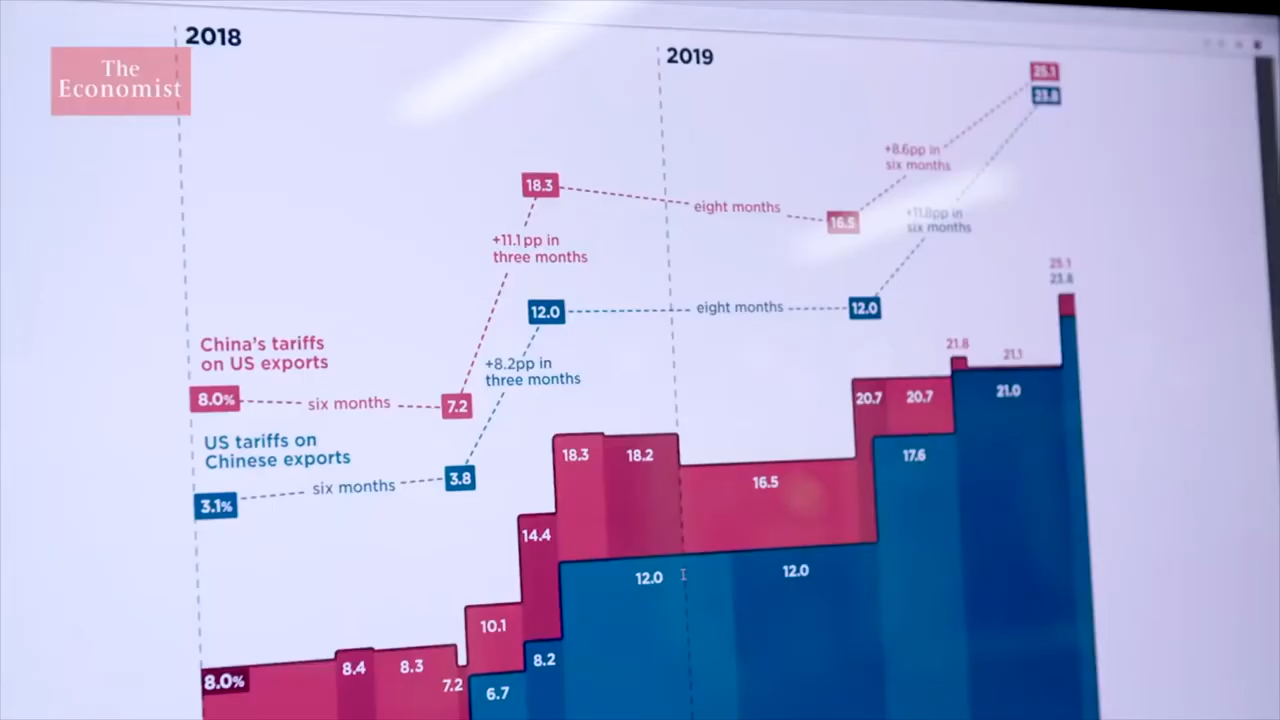 The
Economist
2018
2019
25.1
23.8
+8.6pp in
six months
18.3
eight months
16.5
+11.8pp in
six months
+11.1pp in
three months
12.0
eight months
12.0
25.1
23.8
China's tariffs
on US exports
+8.2pp in
three months
8.0%
six months
7.2
21.8
21.1
21.0
20.7
20.7
US tariffs on
Chinese exports
3.8
six months
3.1%
18.3
18.2
16.5
17.6
14.4
12.0
12.0
10.1
8.2
8.0%
8.4
8.3
7.2
6.7